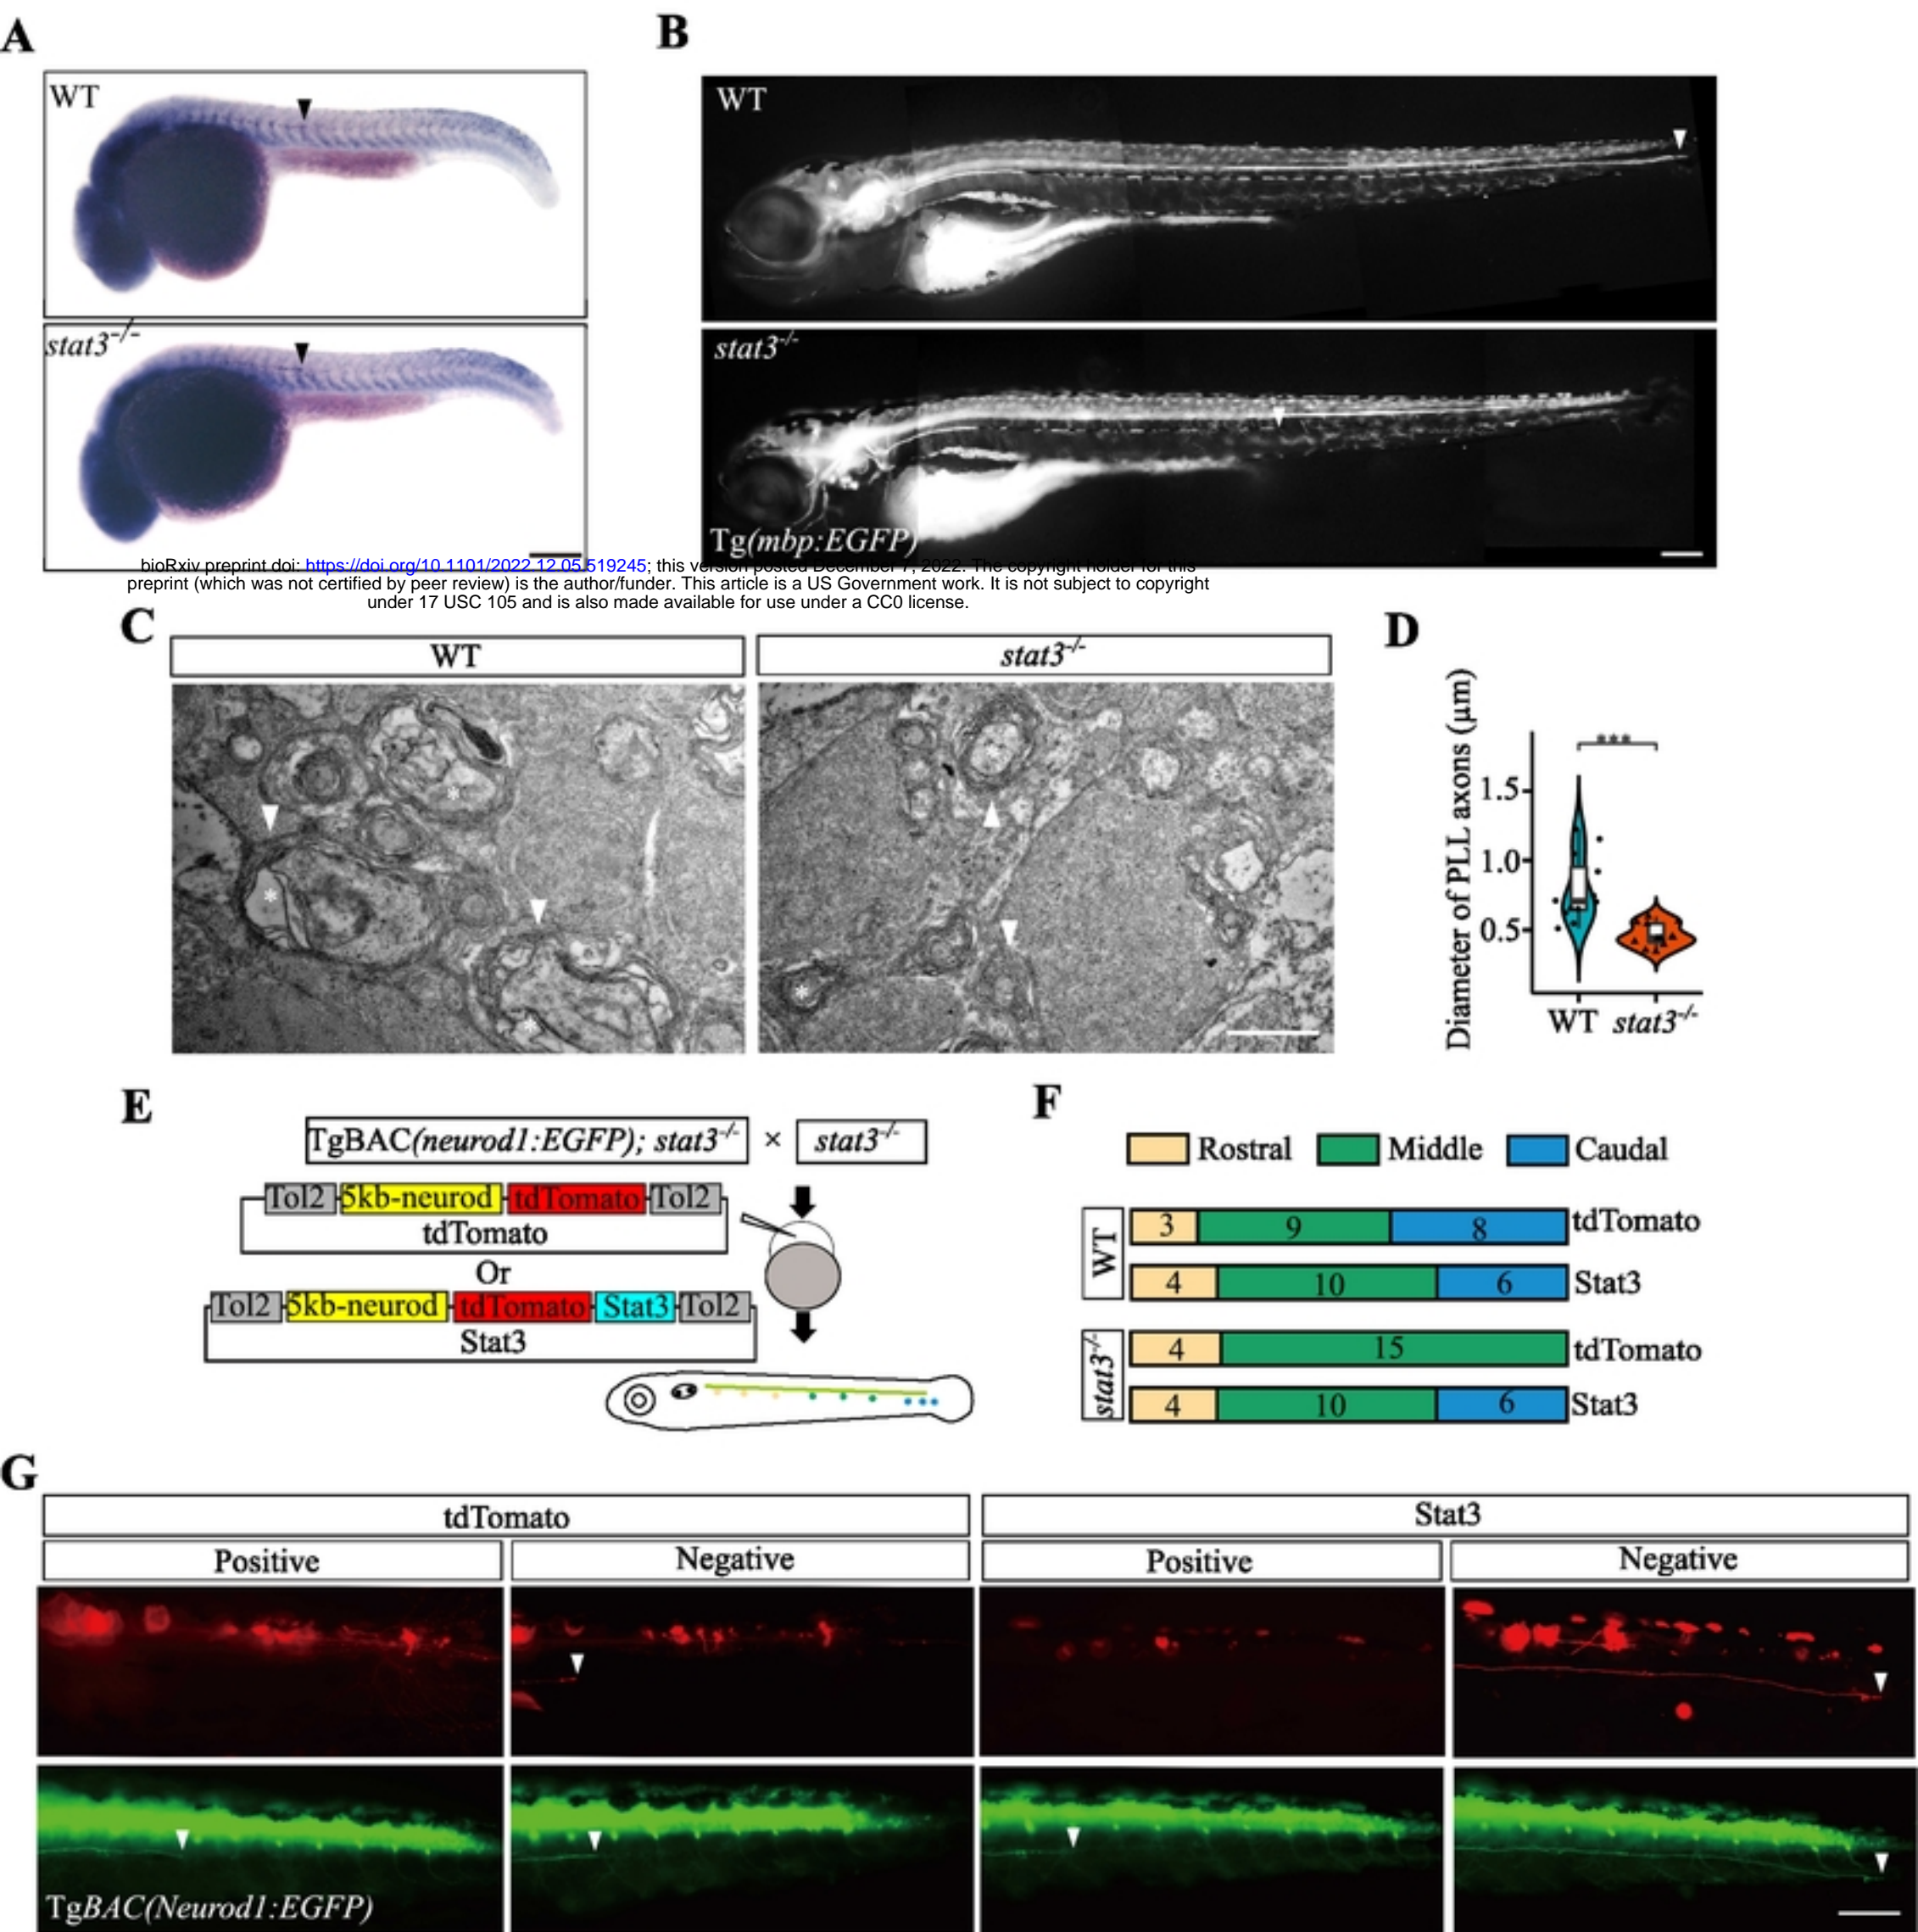 A
B
WT
WT
stat3-/-
stat3-/-
Tg(mbp:EGFP)
bioRxiv preprint doi: https://doi.org/10.1101/2022.12.05.519245; this version posted December 7, 2022. The copyright holder for this
preprint (which was not certified by peer review) is the author/funder. This article is a US Government work. It is not subject to copyright
under 17 USC 105 and is also made available for use under a CC0 license.
C
D
WT
stat3-/-
*
*
*
*
*
Diameter of PLL axons (μm)
***
1.5
1.0
0.5
WT stat3-/-
E
F
TgBAC(neurod1:EGFP); stat3-/- × stat3-/-
Tol2 5kb-neurod tdTomato Tol2
tdTomato
Or
Tol2 5kb-neurod tdTomato Stat3 Tol2
Stat3
Rostral Middle Caudal
WT
3 9 8 tdTomato
4 10 6 Stat3
stat3-/-
4 15 tdTomato
4 10 6 Stat3
G
tdTomato
Stat3
Positive
Negative
Positive
Negative
TgBAC(Neurod1:EGFP)